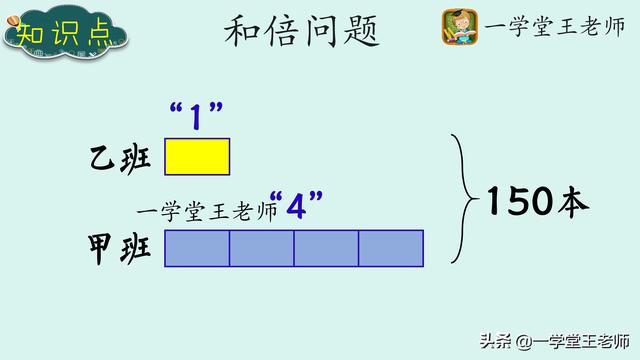 知识点
和倍问题
一学堂王老师
“1”
乙班
一学堂王老师
“4”
甲班
150本
头条 @一学堂王老师